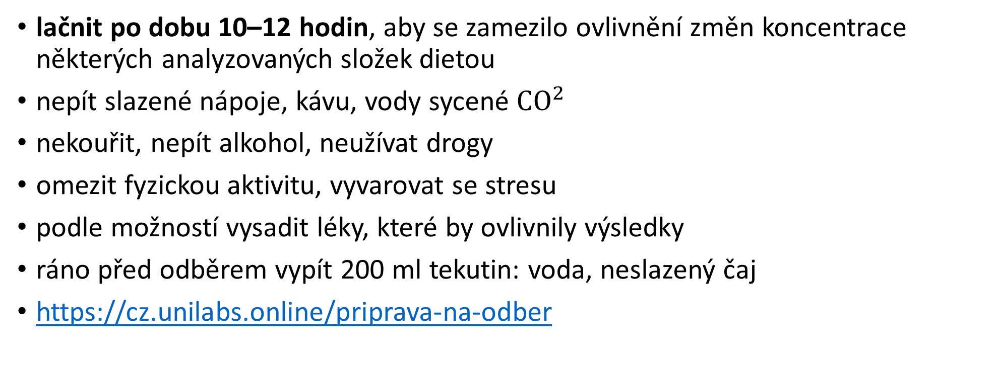 • lačnit po dobu 10–12 hodin, aby se zamezilo ovlivnění změn koncentrace
některých analyzovaných složek dietou
• nepít slazené nápoje, kávu, vody sycené CO²
• nekouřit, nepít alkohol, neužívat drogy
• omezit fyzickou aktivitu, vyvarovat se stresu
• podle možností vysadit léky, které by ovlivnily výsledky
• ráno před odběrem vypít 200 ml tekutin: voda, neslazený čaj
• https://cz.unilabs.online/priprava-na-odber